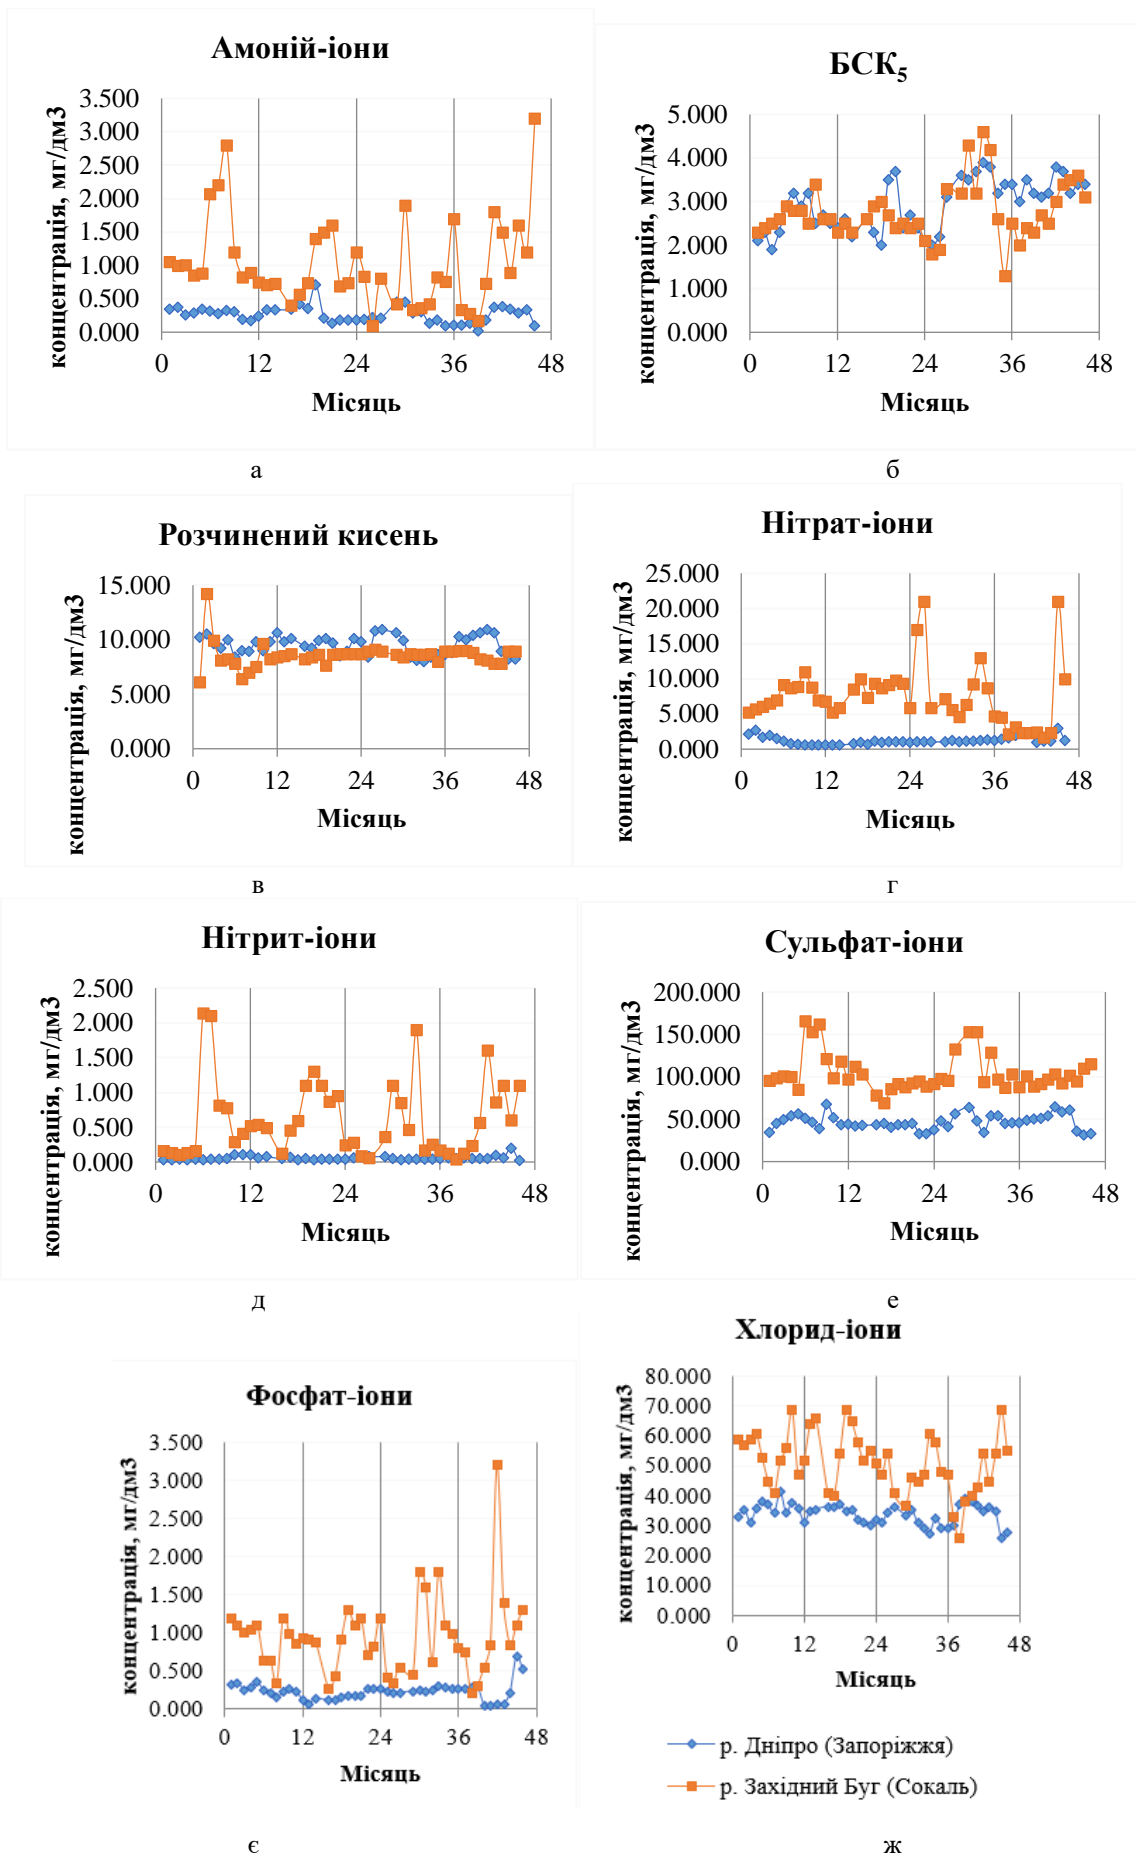 Амоній-іони
концентрація, мг/дм3
3.500
3.000
2.500
2.000
1.500
1.000
0.500
0.000
0 12 24 36 48
Місяць
а
БСК₅
концентрація, мг/дм3
5.000
4.000
3.000
2.000
1.000
0.000
0 12 24 36 48
Місяць
б
Розчинений кисень
концентрація, мг/дм3
15.000
10.000
5.000
0.000
0 12 24 36 48
Місяць
в
Нітрат-іони
концентрація, мг/дм3
25.000
20.000
15.000
10.000
5.000
0.000
0 12 24 36 48
Місяць
г
Нітрит-іони
концентрація, мг/дм3
2.500
2.000
1.500
1.000
0.500
0.000
0 12 24 36 48
Місяць
д
Сульфат-іони
концентрація, мг/дм3
200.000
150.000
100.000
50.000
0.000
0 12 24 36 48
Місяць
е
Фосфат-іони
концентрація, мг/дм3
3.500
3.000
2.500
2.000
1.500
1.000
0.500
0.000
0 12 24 36 48
Місяць
є
Хлорид-іони
концентрація, мг/дм3
80.000
70.000
60.000
50.000
40.000
30.000
20.000
10.000
0.000
0 12 24 36 48
Місяць
р. Дніпро (Запоріжжя)
р. Західний Буг (Сокаль)
ж